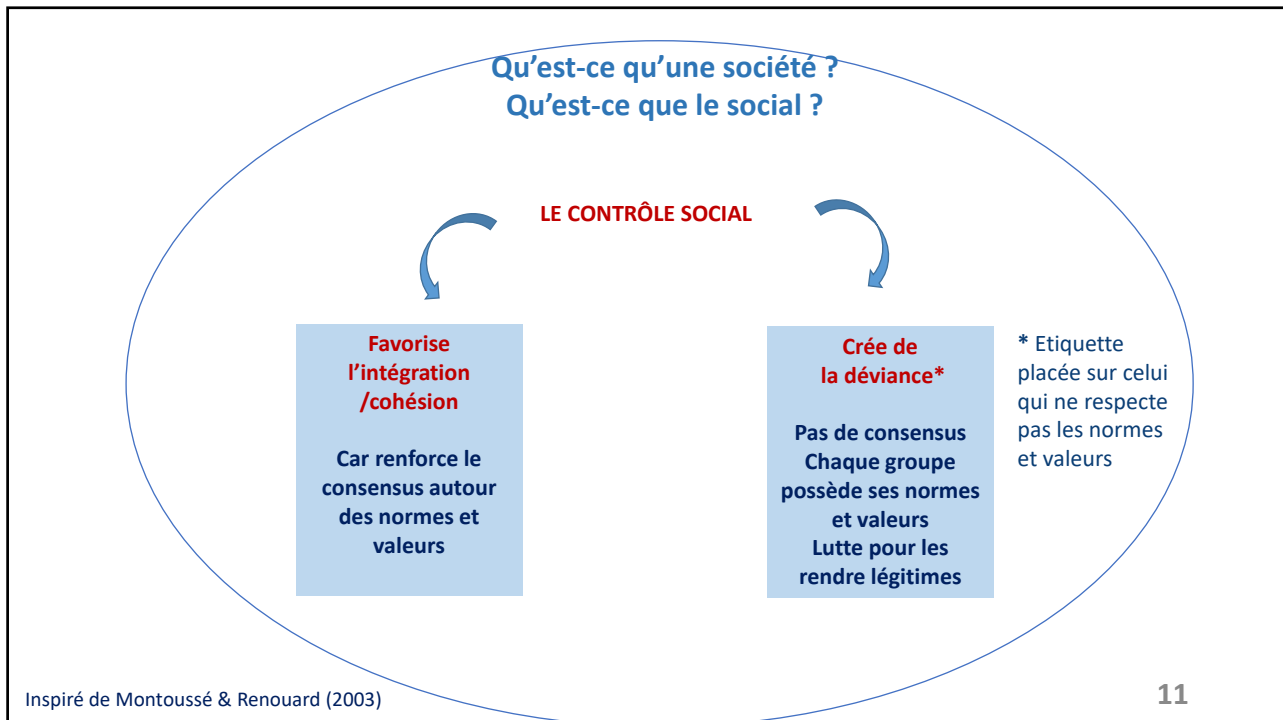 Qu’est-ce qu’une société ?
Qu’est-ce que le social ?
LE CONTRÔLE SOCIAL
Favorise
l’intégration
/cohésion
Car renforce le
consensus autour
des normes et
valeurs
Crée de
la déviance*
Pas de consensus
Chaque groupe
possède ses normes
et valeurs
Lutte pour les
rendre légitimes
* Etiquette
placée sur celui
qui ne respecte
pas les normes
et valeurs
Inspiré de Montoussé & Renouard (2003)
11